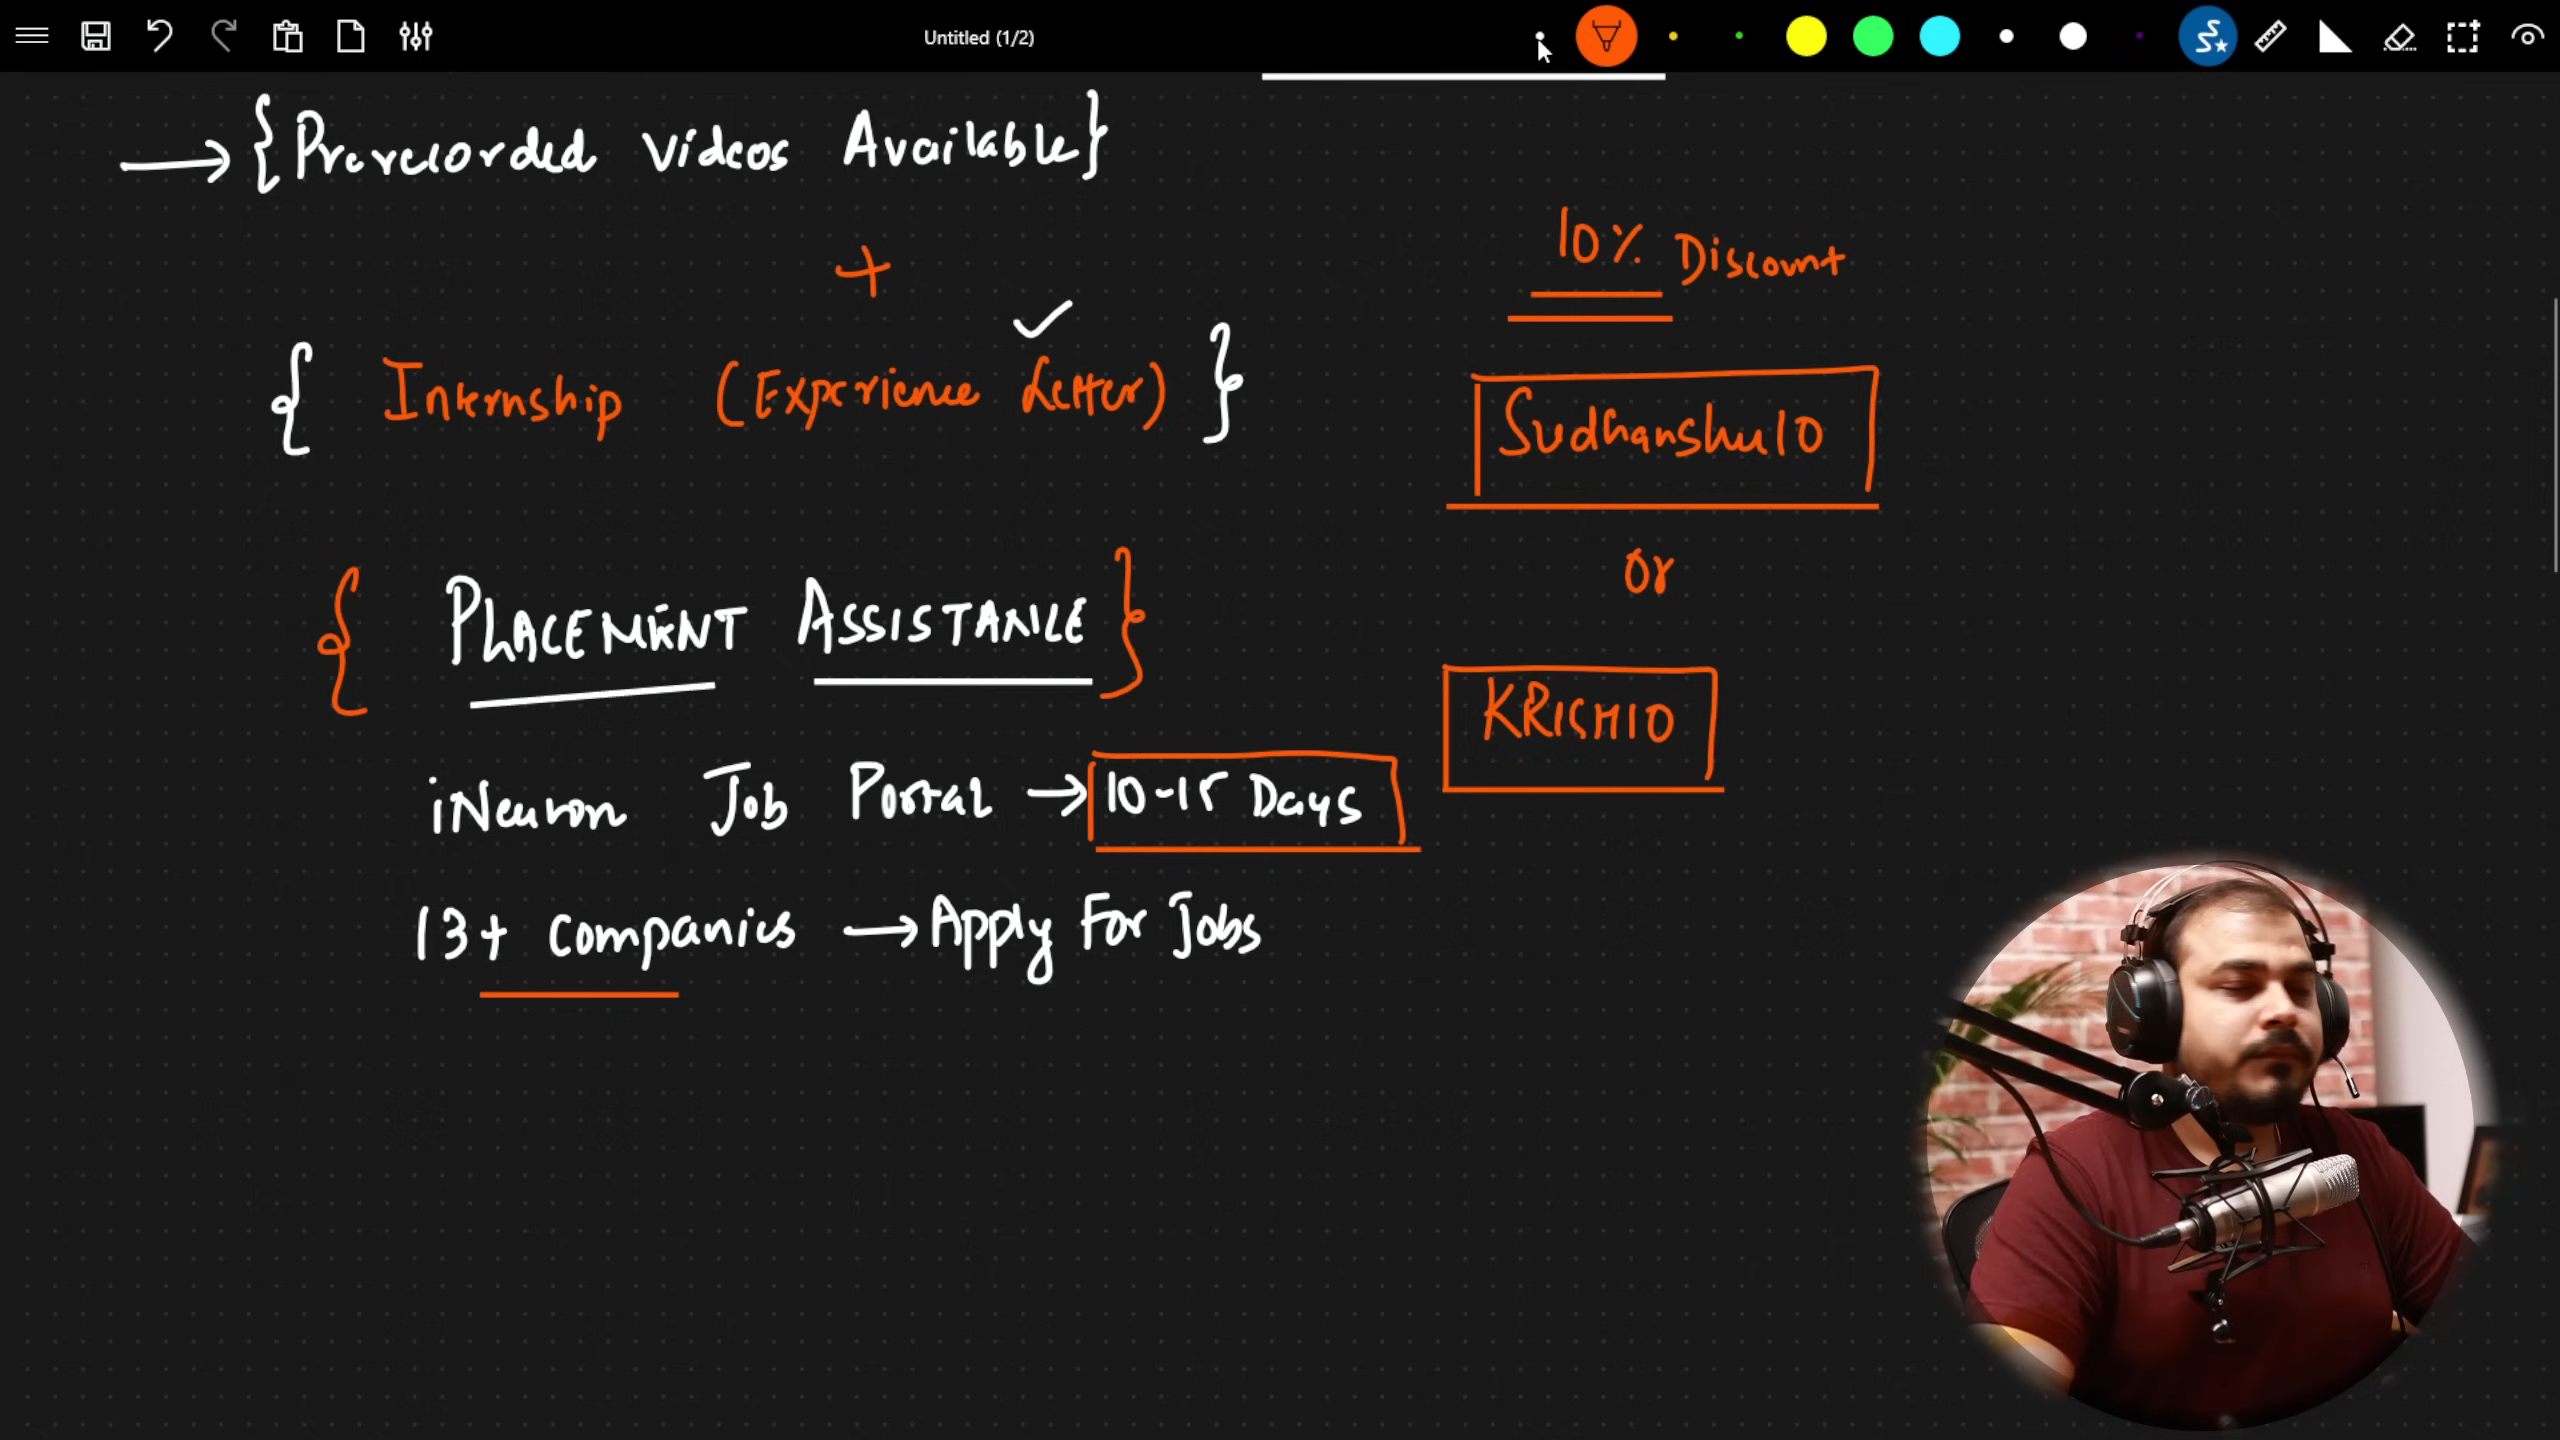 Untitled (1/2)
→ {Prerecorded Videos Available}
+
{ Internship (Experience Letter) }
{ PLACEMENT ASSISTANCE }
iNeuron Job Portal → 10-15 Days
13+ companies → Apply For Jobs
10% Discount
Sudhanshu10
or
KRISH10